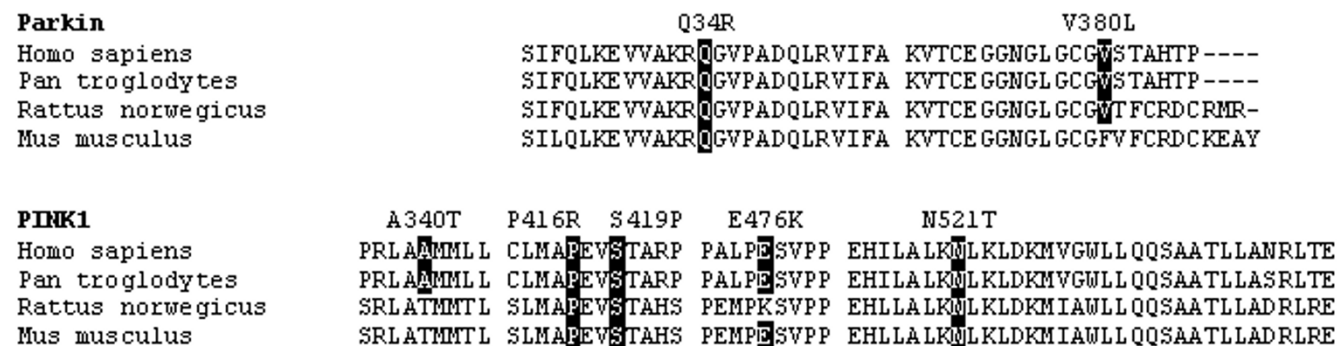 Parkin Q34R V380L
Homo sapiens SIFQLKEVVAKRQGVPADQLRVIFA KVTCEGGNGLGCGVSTAHTP----
Pan troglodytes SIFQLKEVVAKRQGVPADQLRVIFA KVTCEGGNGLGCGVSTAHTP----
Rattus norwegicus SIFQLKEVVAKRQGVPADQLRVIFA KVTCEGGNGLGCGVTFCRDCRMR-
Mus musculus SILQLKEVVAKRQGVPADQLRVIFA KVTCEGGNGLGCGFVFCRDCKEAY
PINK1 A340T P416R S419P E476K N521T
Homo sapiens PRLAAMMLL CLMAPEVSTARP PALPESVPP EHILALKNLKLDKMVGWLLQQSAATLLANRLTE
Pan troglodytes PRLAAMMLL CLMAPEVSTARP PALPESVPP EHILALKNLKLDKMVGWLLQQSAATLLASRLTE
Rattus norwegicus SRLATMMTL SLMAPEVSTAHS PEMPKSVPP EHLLALKNLKLDKMIAWLLQQSAATLLADRLRE
Mus musculus SRLATMMTL SLMAPEVSTAHS PEMPESVPP EHLLALKNLKLDKMIAWLLQQSAATLLADRLRE